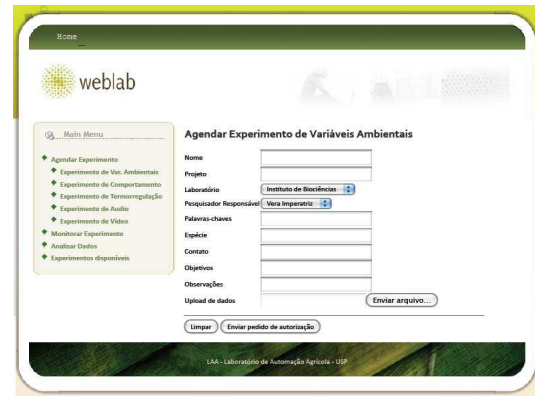 Home
weblab
Main Menu
Agendar Experimento
Experimento de Var. Ambientais
Experimento de Comportamento
Experimento de Termorregulação
Experimento de Audio
Experimento de Vídeo
Monitorar Experimento
Analisar Dados
Experimentos disponíveis
Agendar Experimento de Variáveis Ambientais
Nome
Projeto
Laboratório Instituto de Biociências
Pesquisador Responsável Vera Imperatriz
Palavras-chaves
Espécie
Contato
Objetivos
Observações
Upload de dados Enviar arquivo...
Limpar Enviar pedido de autorização
LAA - Laboratório de Automação Agrícola - USP